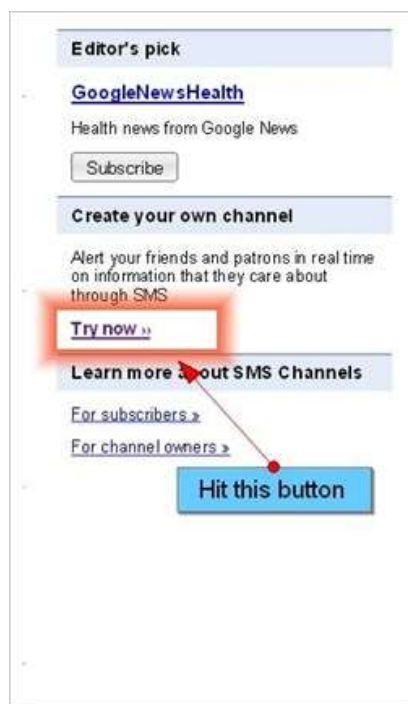 Editor's pick
GoogleNewsHealth
Health news from Google News
Subscribe
Create your own channel
Alert your friends and patrons in real time
on information that they care about
through SMS
Try now »
Learn more about SMS Channels
For subscribers »
For channel owners »
Hit this button